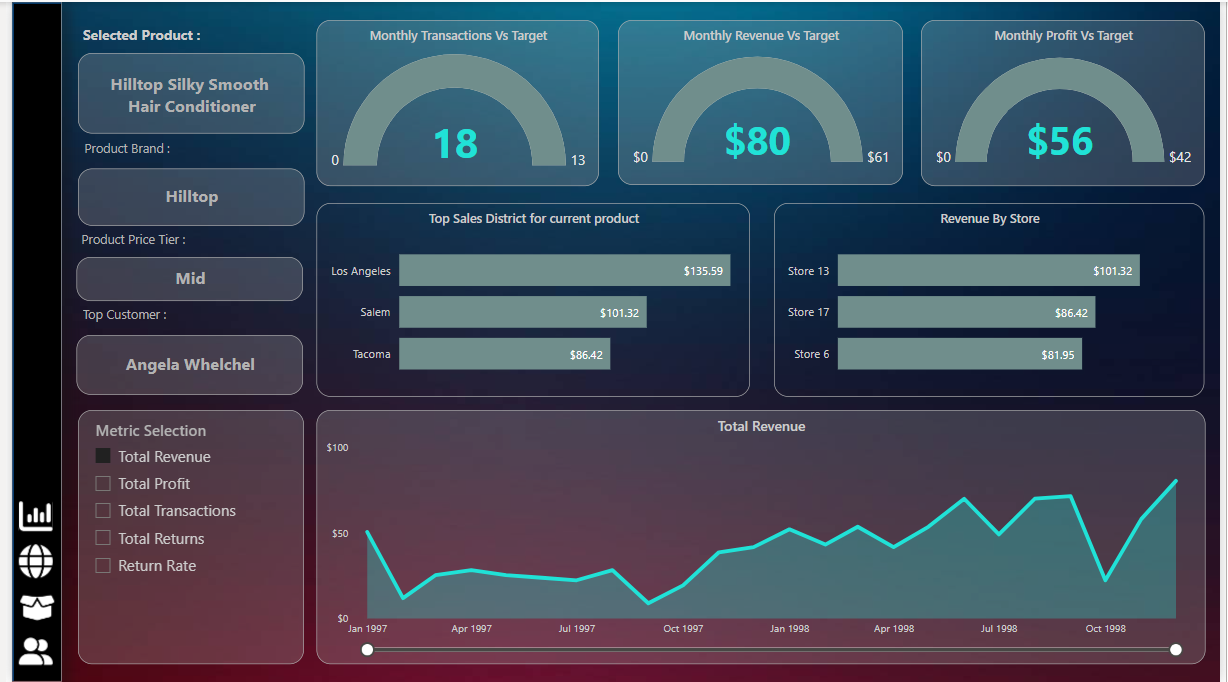 Selected Product :
Hilltop Silky Smooth
Hair Conditioner
Product Brand :
Hilltop
Product Price Tier :
Mid
Top Customer :
Angela Whelchel
Metric Selection
Total Revenue
Total Profit
Total Transactions
Total Returns
Return Rate
Monthly Transactions Vs Target
18
0
13
Monthly Revenue Vs Target
$80
$0
$61
Monthly Profit Vs Target
$56
$0
$42
Top Sales District for current product
Los Angeles $135.59
Salem $101.32
Tacoma $86.42
Revenue By Store
Store 13 $101.32
Store 17 $86.42
Store 6 $81.95
Total Revenue
$100
$50
$0
Jan 1997 Apr 1997 Jul 1997 Oct 1997 Jan 1998 Apr 1998 Jul 1998 Oct 1998